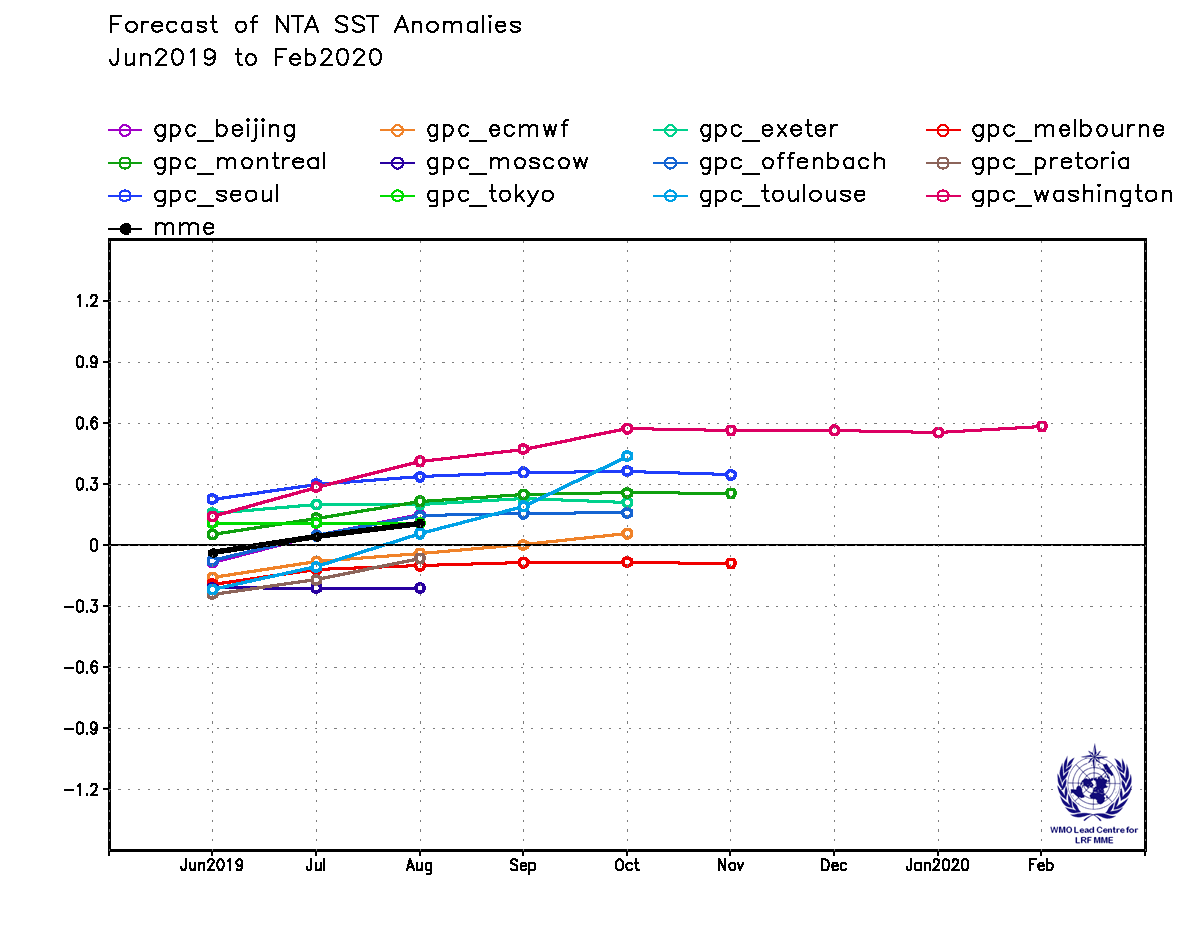 Forecast of NTA SST Anomalies
Jun2019 to Feb2020
gpc_beijing gpc_ecmwf gpc_exeter gpc_melbourne
gpc_montreal gpc_moscow gpc_offenbach gpc_pretoria
gpc_seoul gpc_tokyo gpc_toulouse gpc_washington
mme
1.2
0.9
0.6
0.3
0
−0.3
−0.6
−0.9
−1.2
WMO Lead Centre for
LRF MME
Jun2019 Jul Aug Sep Oct Nov Dec Jan2020 Feb